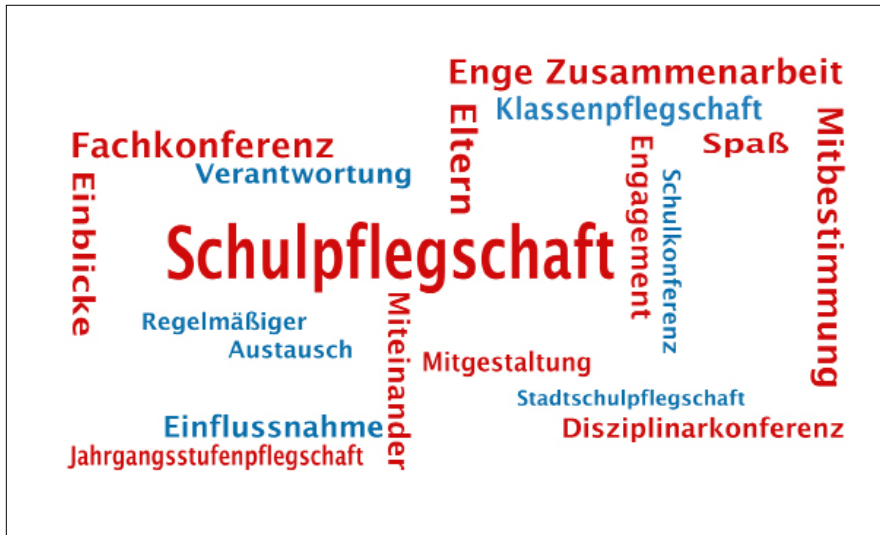 Enge Zusammenarbeit
Klassenpflegschaft
Eltern
Mitbestimmung
Fachkonferenz
Spaß
Engagement
Verantwortung
Schulkonferenz
Einblicke
Schulpflegschaft
Miteinander
Regelmäßiger
Austausch
Mitgestaltung
Stadtschulpflegschaft
Einflussnahme
Disziplinarkonferenz
Jahrgangsstufenpflegschaft